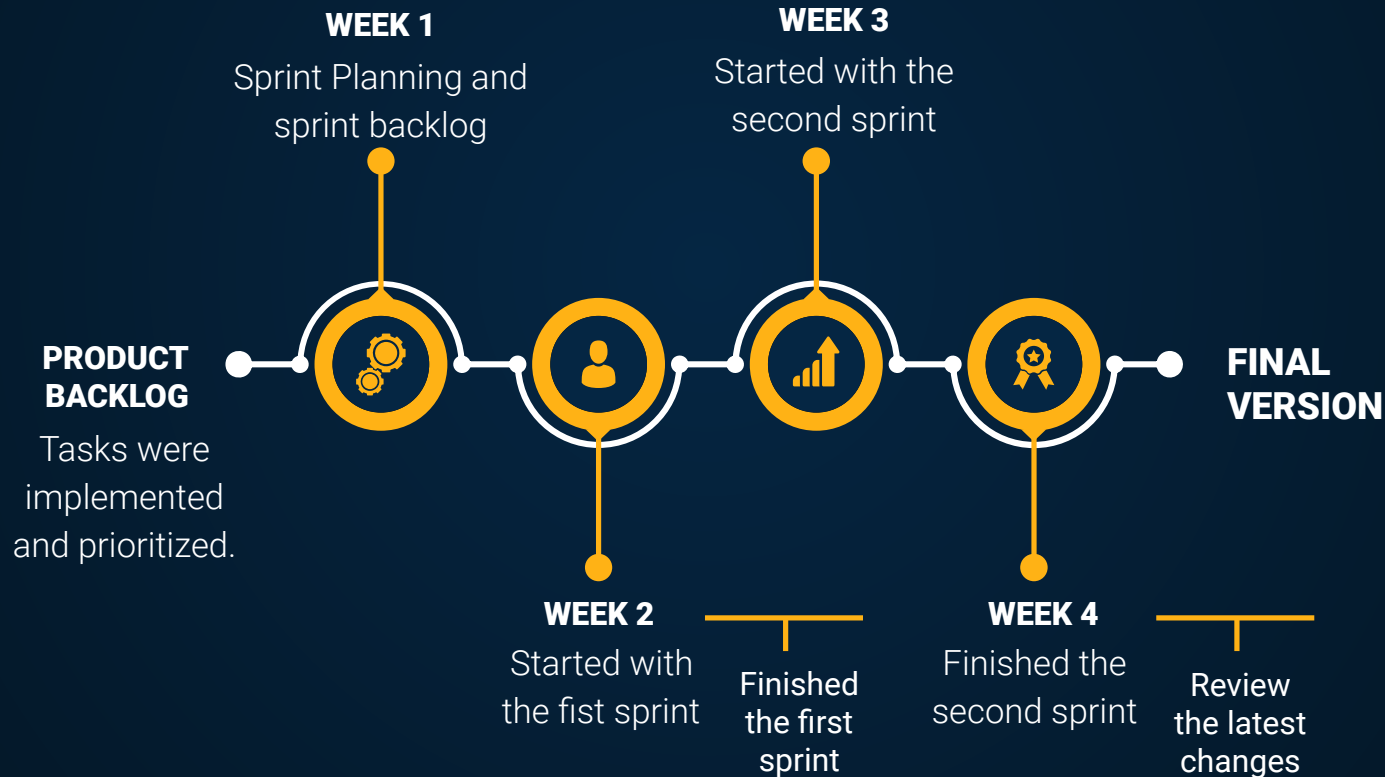 WEEK 1
Sprint Planning and
sprint backlog
WEEK 3
Started with the
second sprint
PRODUCT
BACKLOG
Tasks were
implemented
and prioritized.
FINAL
VERSION
WEEK 2
Started with
the fist sprint
Finished
the first
sprint
WEEK 4
Finished the
second sprint
Review
the latest
changes